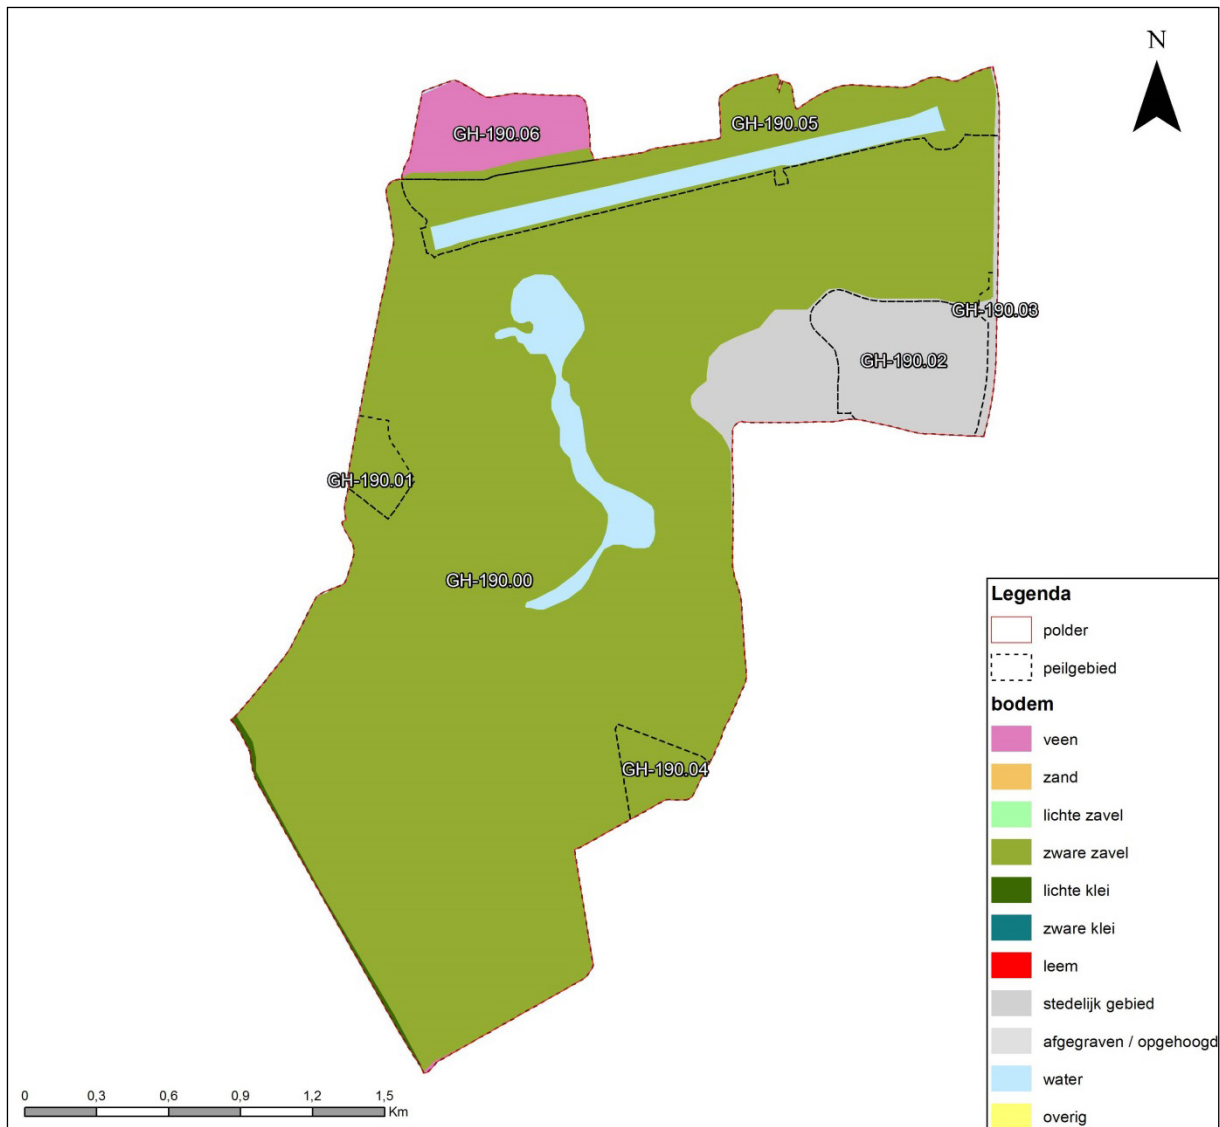 N
GH-190.06
GH-190.05
GH-190.03
GH-190.02
GH-190.01
GH-190.00
GH-190.04
Legenda
polder
peilgebied
bodem
veen
zand
lichte zavel
zware zavel
lichte klei
zware klei
leem
stedelijk gebied
afgegraven / opgehoogd
water
overig
0 0,3 0,6 0,9 1,2 1,5
Km